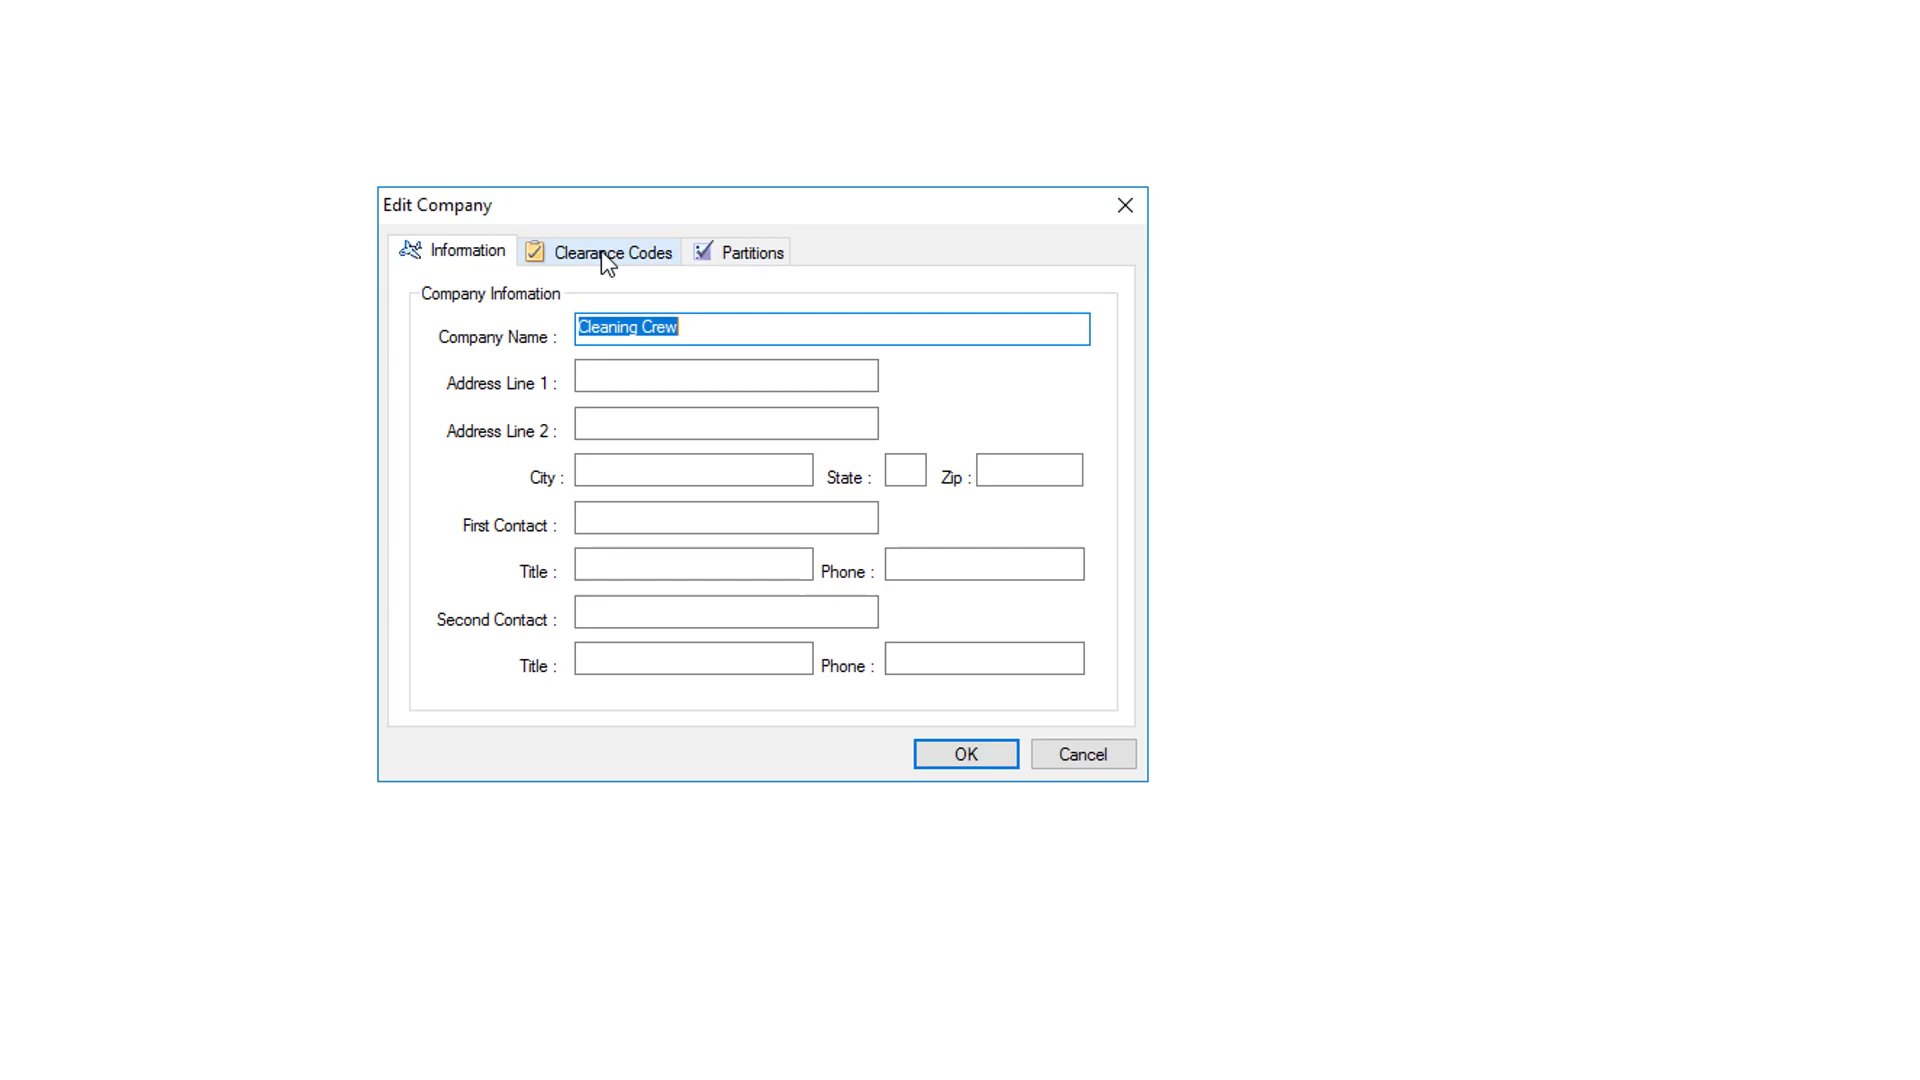 Edit Company
Information Clearance Codes Partitions
Company Infomation
Company Name : Cleaning Crew
Address Line 1 :
Address Line 2 :
City : State : Zip :
First Contact :
Title : Phone :
Second Contact :
Title : Phone :
OK Cancel